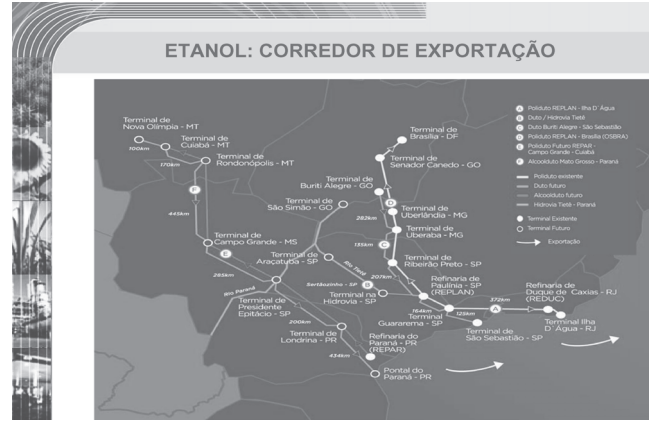 ETANOL: CORREDOR DE EXPORTAÇÃO
Terminal de
Nova Olímpia - MT
100km
Terminal de
Cuiabá - MT
170km
Terminal de
Rondonópolis - MT
F
445km
Terminal de
Campo Grande - MS
E
285km
Rio Paraná
Terminal de
Presidente
Epitácio - SP
200km
Terminal de
Londrina - PR
434km
Refinaria do
Paraná - PR
(REPAR)
Pontal do
Paraná - PR
Terminal de
São Simão - GO
Terminal de
Araçatuba - SP
Rio Tietê
Sertãozinho - SP
B
Terminal na
Hidrovia - SP
Terminal de
Brasília - DF
Terminal de
Senador Canedo - GO
Terminal de
Buriti Alegre - GO
D
282km
Terminal de
Uberlândia - MG
C
135km
Terminal de
Uberaba - MG
Terminal de
Ribeirão Preto - SP
207km
Refinaria de
Paulínia - SP
(REPLAN)
164km
Terminal
Guararema - SP
125km
Terminal de
São Sebastião - SP
372km
A
Refinaria de
Duque de Caxias - RJ
(REDUC)
Terminal Ilha
D´Água - RJ
A Poliduto REPLAN - Ilha D´Água
B Duto / Hidrovia Tietê
C Duto Buriti Alegre - São Sebastião
D Poliduto REPLAN - Brasília (OSBRA)
E Poliduto Futuro REPAR -
Campo Grande - Cuiabá
F Alcoolduto Mato Grosso - Paraná
Poliduto existente
Duto futuro
Alcoolduto futuro
Hidrovia Tietê - Paraná
Terminal Existente
Terminal Futuro
Exportação